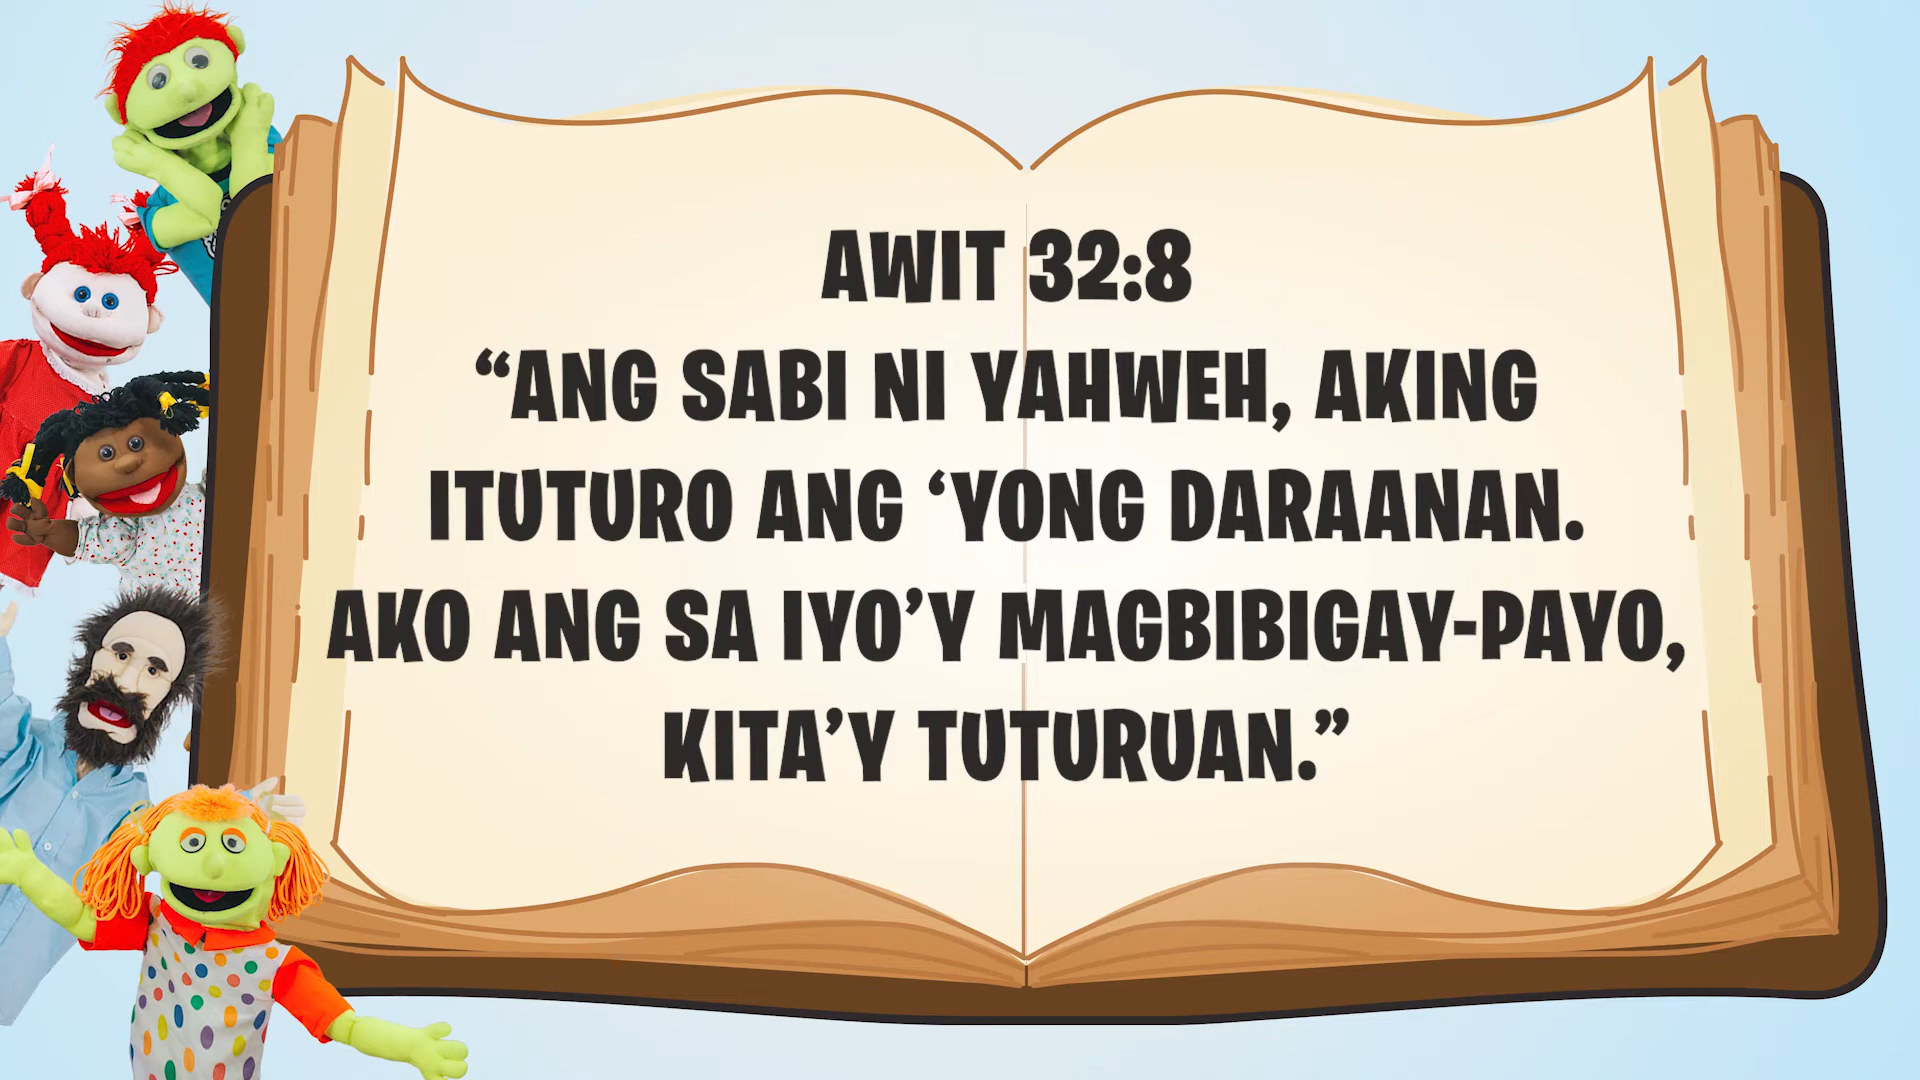 AWIT 32:8
“ANG SABI NI YAHWEH, AKING
ITUTURO ANG ‘YONG DARAANAN.
AKO ANG SA IYO’Y MAGBIBIGAY-PAYO,
KITA’Y TUTURUAN.”